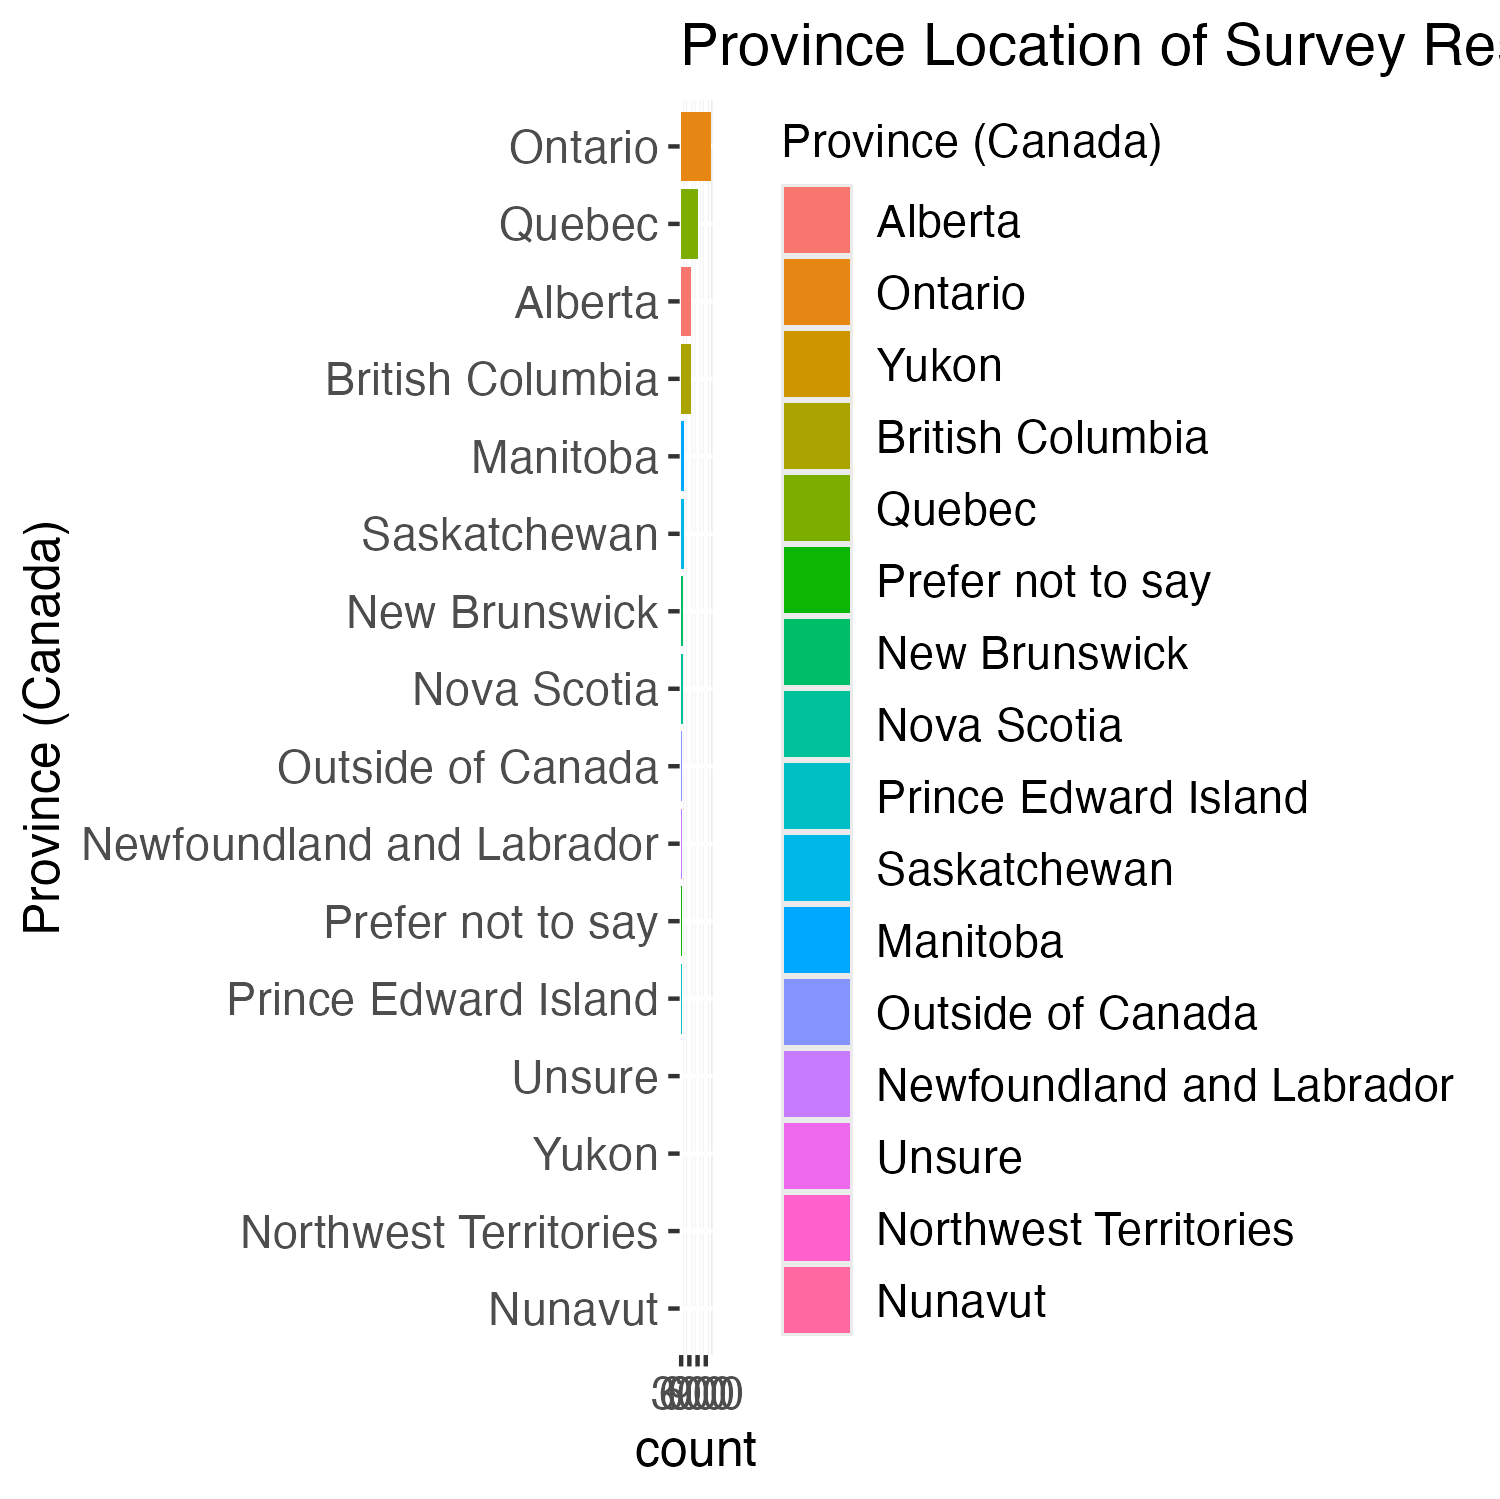 Province Location of Survey Res
Province (Canada)
Ontario
Quebec
Alberta
British Columbia
Manitoba
Saskatchewan
New Brunswick
Nova Scotia
Outside of Canada
Newfoundland and Labrador
Prefer not to say
Prince Edward Island
Unsure
Yukon
Northwest Territories
Nunavut
count
Province (Canada)
Alberta
Ontario
Yukon
British Columbia
Quebec
Prefer not to say
New Brunswick
Nova Scotia
Prince Edward Island
Saskatchewan
Manitoba
Outside of Canada
Newfoundland and Labrador
Unsure
Northwest Territories
Nunavut